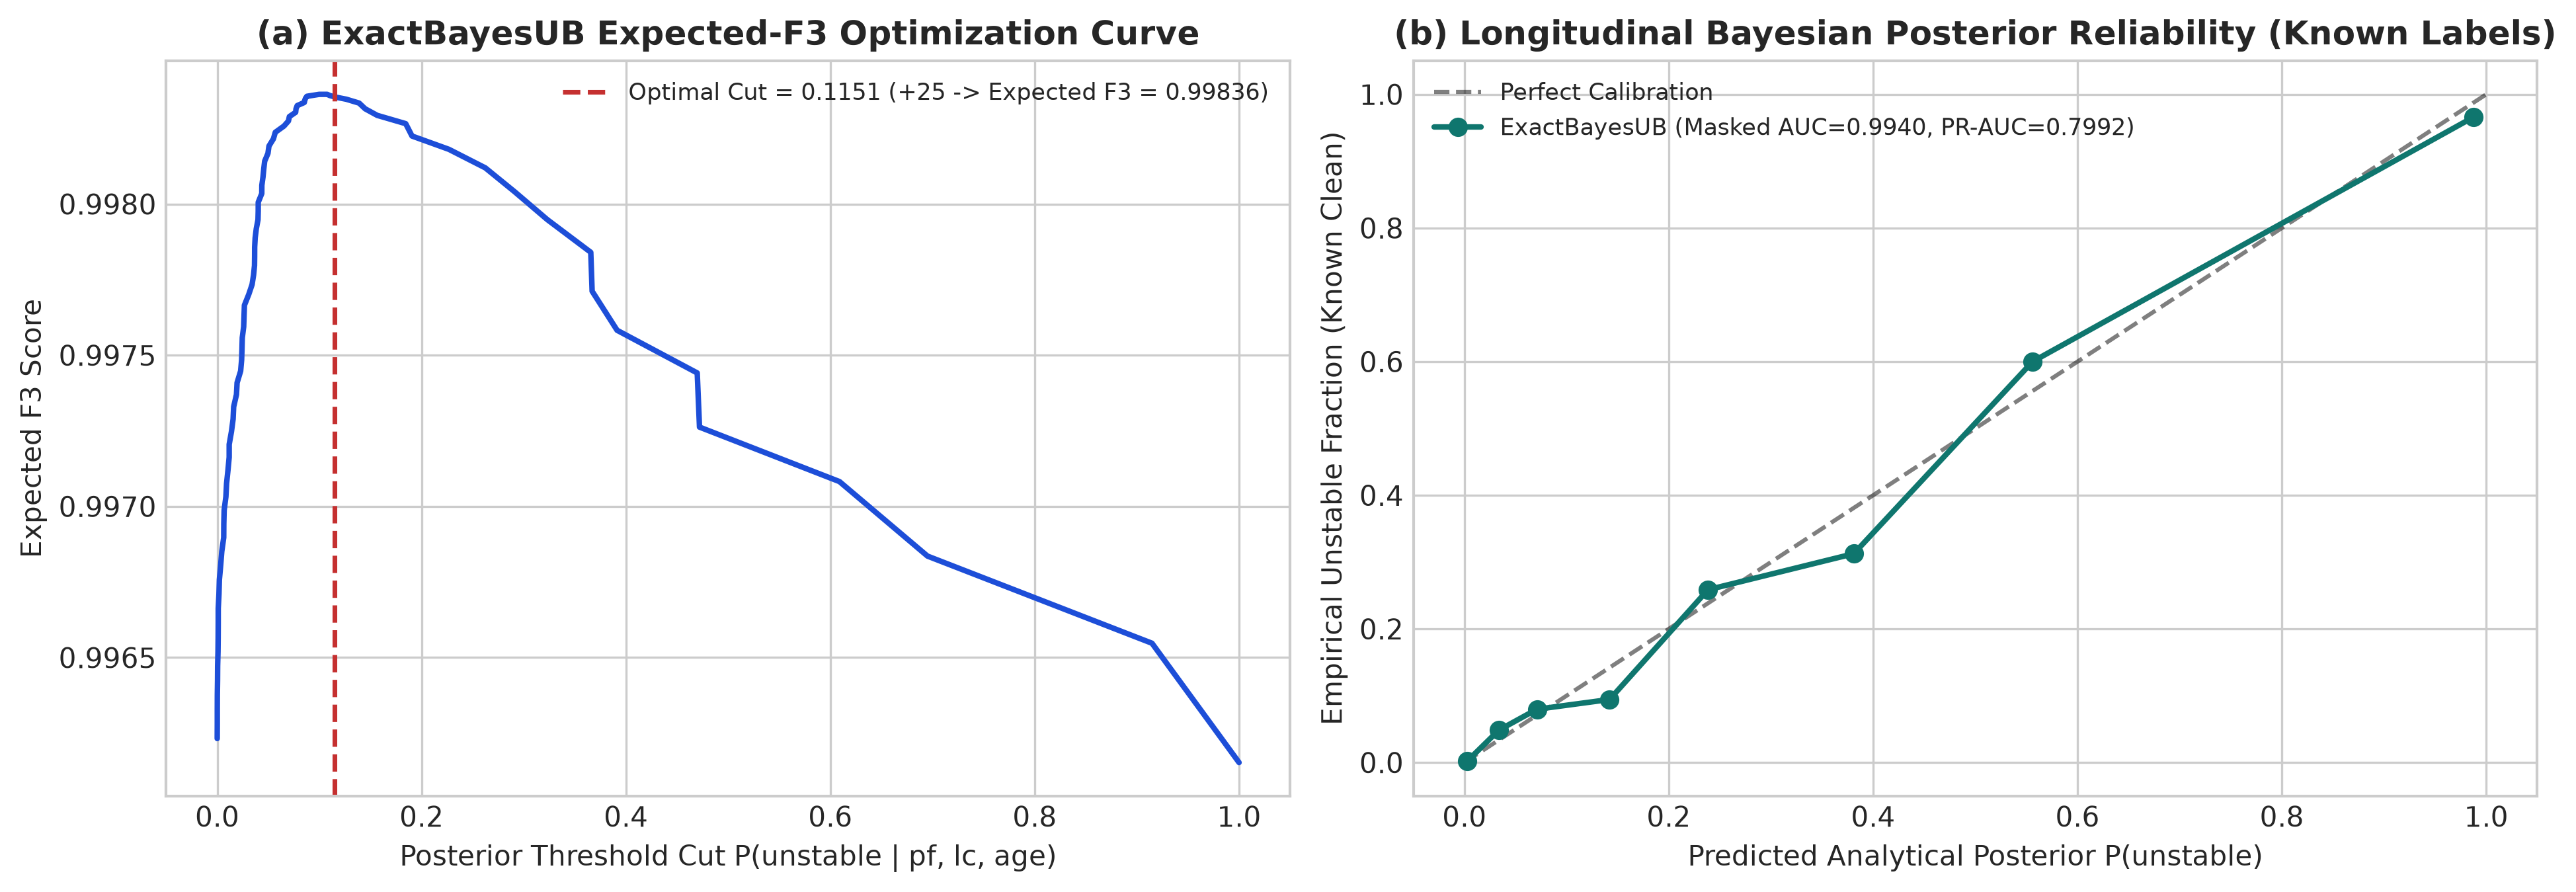 (a) ExactBayesUB Expected-F3 Optimization Curve
Optimal Cut = 0.1151 (+25 -> Expected F3 = 0.99836)
Expected F3 Score
0.9980
0.9975
0.9970
0.9965
0.0 0.2 0.4 0.6 0.8 1.0
Posterior Threshold Cut P(unstable | pf, lc, age)
(b) Longitudinal Bayesian Posterior Reliability (Known Labels)
Perfect Calibration
ExactBayesUB (Masked AUC=0.9940, PR-AUC=0.7992)
Empirical Unstable Fraction (Known Clean)
1.0
0.8
0.6
0.4
0.2
0.0
0.0 0.2 0.4 0.6 0.8 1.0
Predicted Analytical Posterior P(unstable)